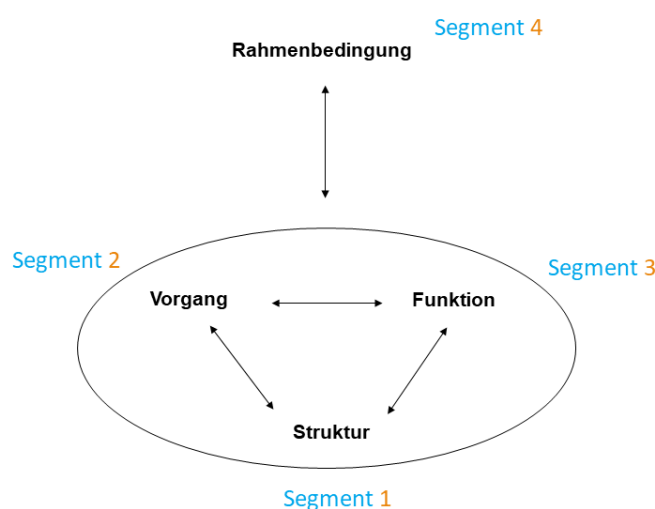 Segment 4
Rahmenbedingung
Segment 2
Segment 3
Vorgang
Funktion
Struktur
Segment 1